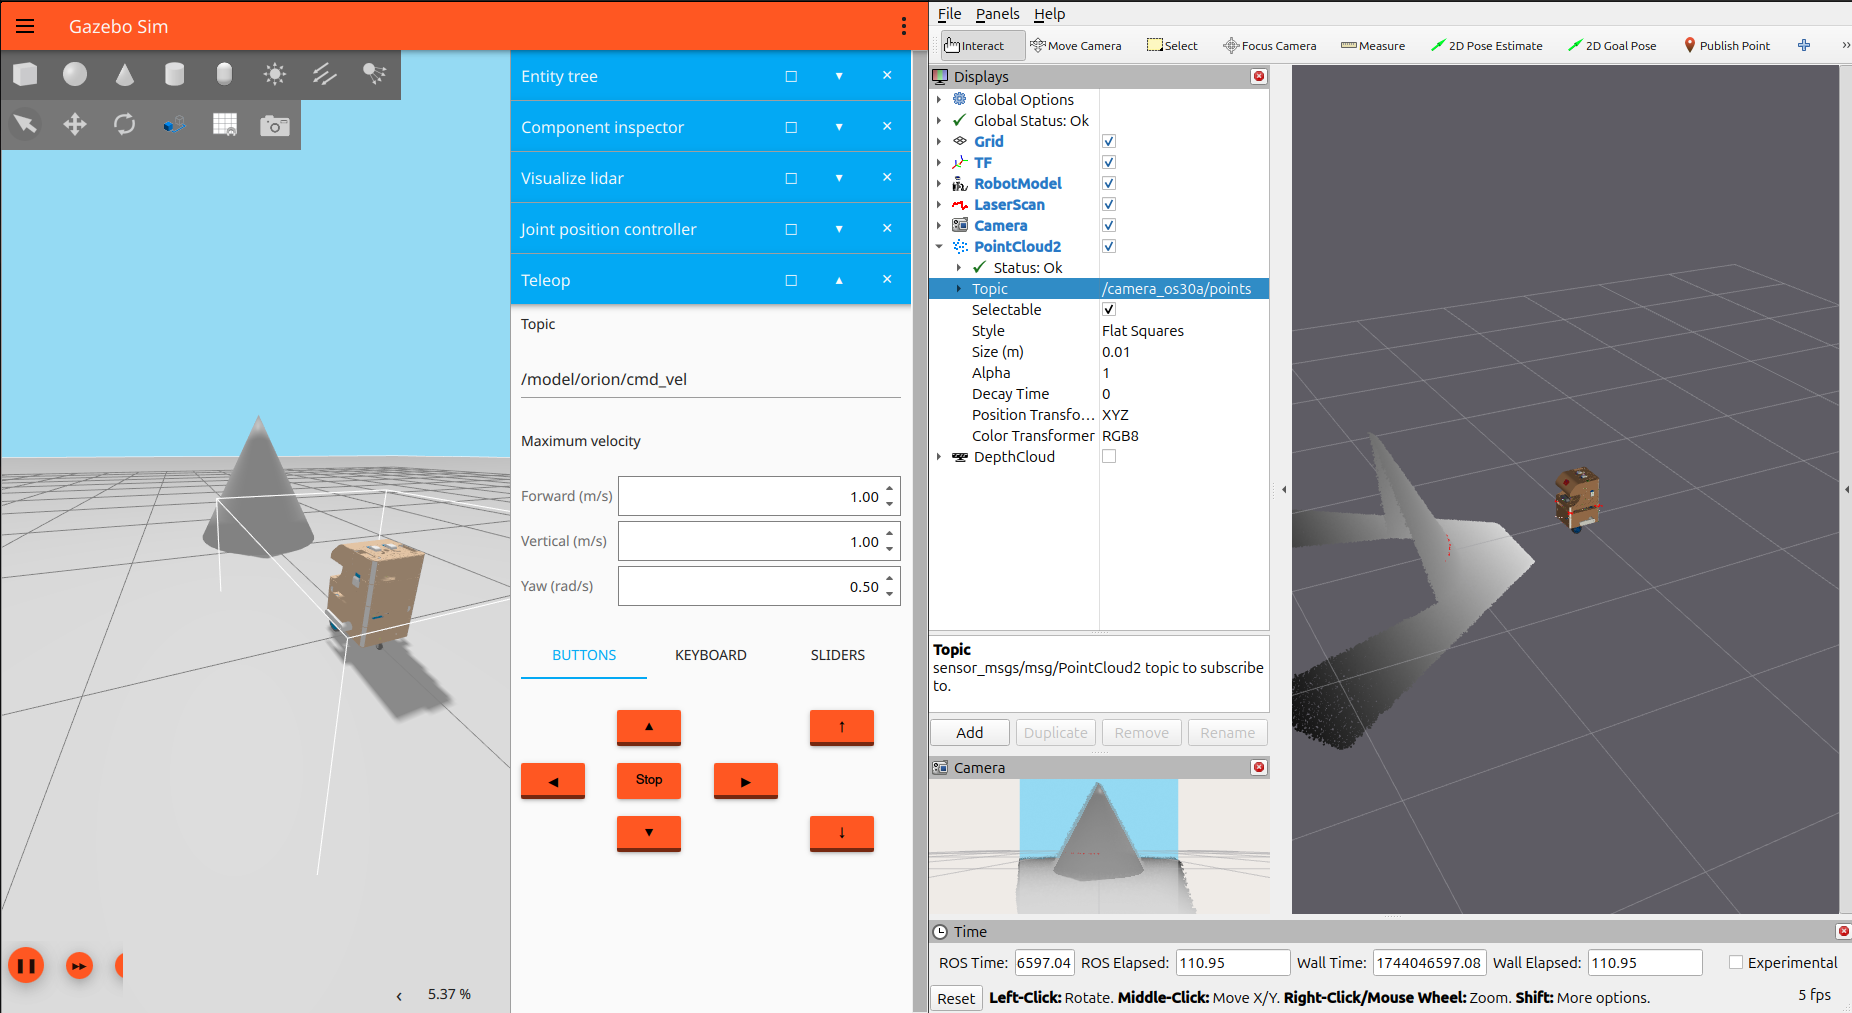 Gazebo Sim
Entity tree
Component inspector
Visualize lidar
Joint position controller
Teleop
Topic
/model/orion/cmd_vel
Maximum velocity
Forward (m/s) 1.00
Vertical (m/s) 1.00
Yaw (rad/s) 0.50
BUTTONS KEYBOARD SLIDERS
Stop
5.37 %
File Panels Help
Interact Move Camera Select Focus Camera Measure 2D Pose Estimate 2D Goal Pose Publish Point
Displays
Global Options
Global Status: Ok
Grid
TF
RobotModel
LaserScan
Camera
PointCloud2
Status: Ok
Topic /camera_os30a/points
Selectable
Style Flat Squares
Size (m) 0.01
Alpha 1
Decay Time 0
Position Transfo... XYZ
Color Transformer RGB8
DepthCloud
Topic
sensor_msgs/msg/PointCloud2 topic to subscribe
to.
Add Duplicate Remove Rename
Camera
Time
ROS Time: 6597.04 ROS Elapsed: 110.95 Wall Time: 1744046597.08 Wall Elapsed: 110.95 Experimental
Reset Left-Click: Rotate. Middle-Click: Move X/Y. Right-Click/Mouse Wheel: Zoom. Shift: More options. 5 fps